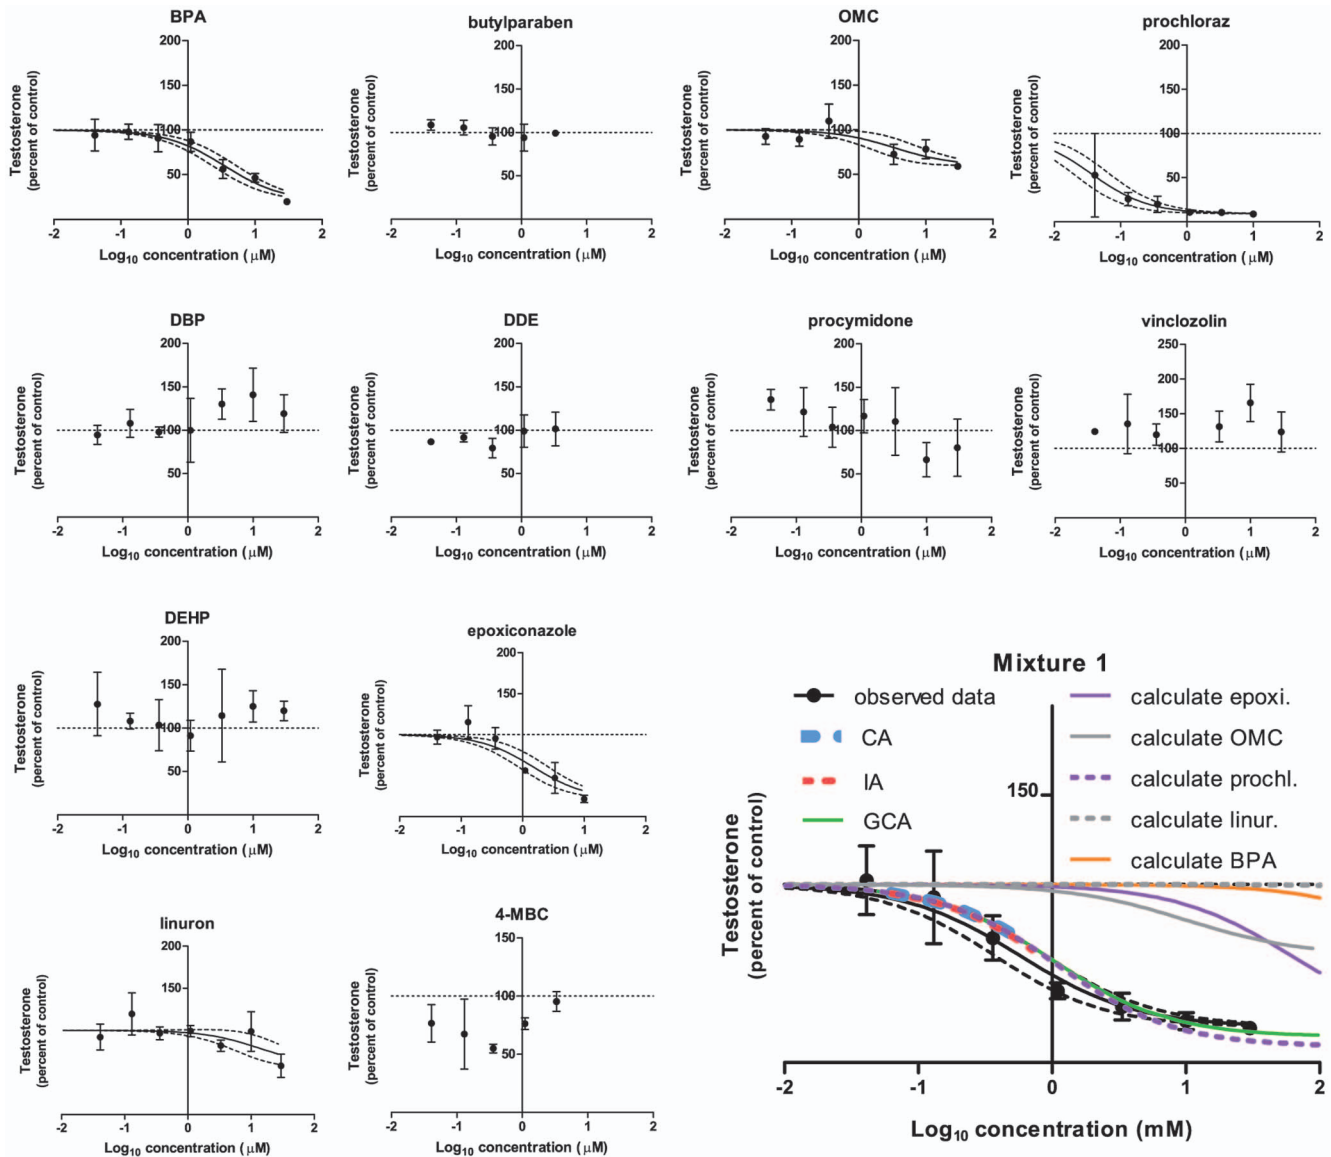 BPA
200
150
100
50
-2 -1 0 1 2
Testosterone
(percent of control)
Log10 concentration (µM)
butylparaben
200
150
100
50
-2 -1 0 1 2
Testosterone
(percent of control)
Log10 concentration (µM)
OMC
200
150
100
50
-2 -1 0 1 2
Testosterone
(percent of control)
Log10 concentration (µM)
prochloraz
200
150
100
50
-2 -1 0 1 2
Testosterone
(percent of control)
Log10 concentration (µM)
DBP
200
150
100
50
-2 -1 0 1 2
Testosterone
(percent of control)
Log10 concentration (µM)
DDE
200
150
100
50
-2 -1 0 1 2
Testosterone
(percent of control)
Log10 concentration (µM)
procymidone
200
150
100
50
-2 -1 0 1 2
Testosterone
(percent of control)
Log10 concentration (µM)
vinclozolin
250
200
150
100
50
-2 -1 0 1 2
Testosterone
(percent of control)
Log10 concentration (µM)
DEHP
200
150
100
50
-2 -1 0 1 2
Testosterone
(percent of control)
Log10 concentration (µM)
epoxiconazole
200
150
-2 -1 0 1 2
Testosterone
(percent of control)
Log10 concentration (µM)
linuron
200
150
-2 -1 0 1 2
Testosterone
(percent of control)
Log10 concentration (µM)
4-MBC
150
100
50
-2 -1 0 1 2
Testosterone
(percent of control)
Log10 concentration (µM)
Mixture 1
observed data
CA
IA
GCA
calculate epoxi.
calculate OMC
calculate prochl.
calculate linur.
calculate BPA
150
-2 -1 0 1 2
Testosterone
(percent of control)
Log10 concentration (mM)